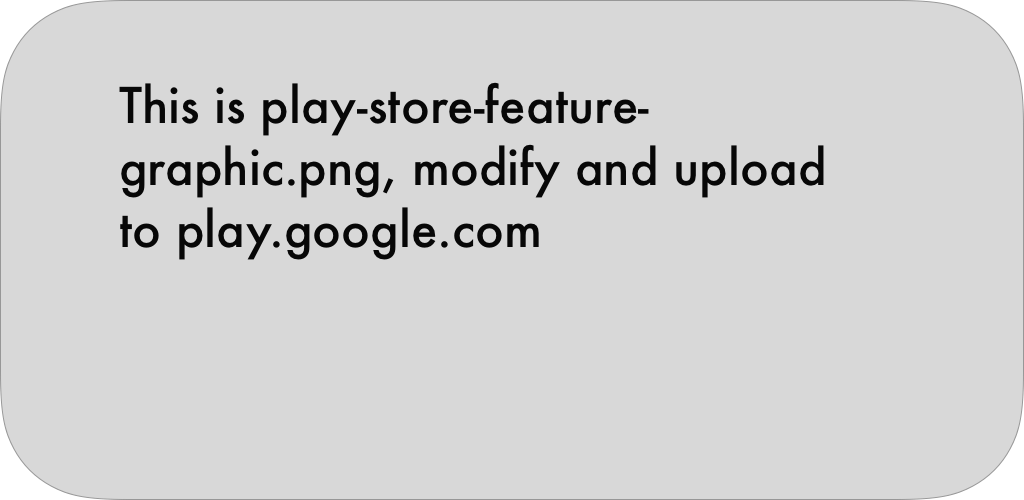 This is play-store-feature-
graphic.png, modify and upload
to play.google.com